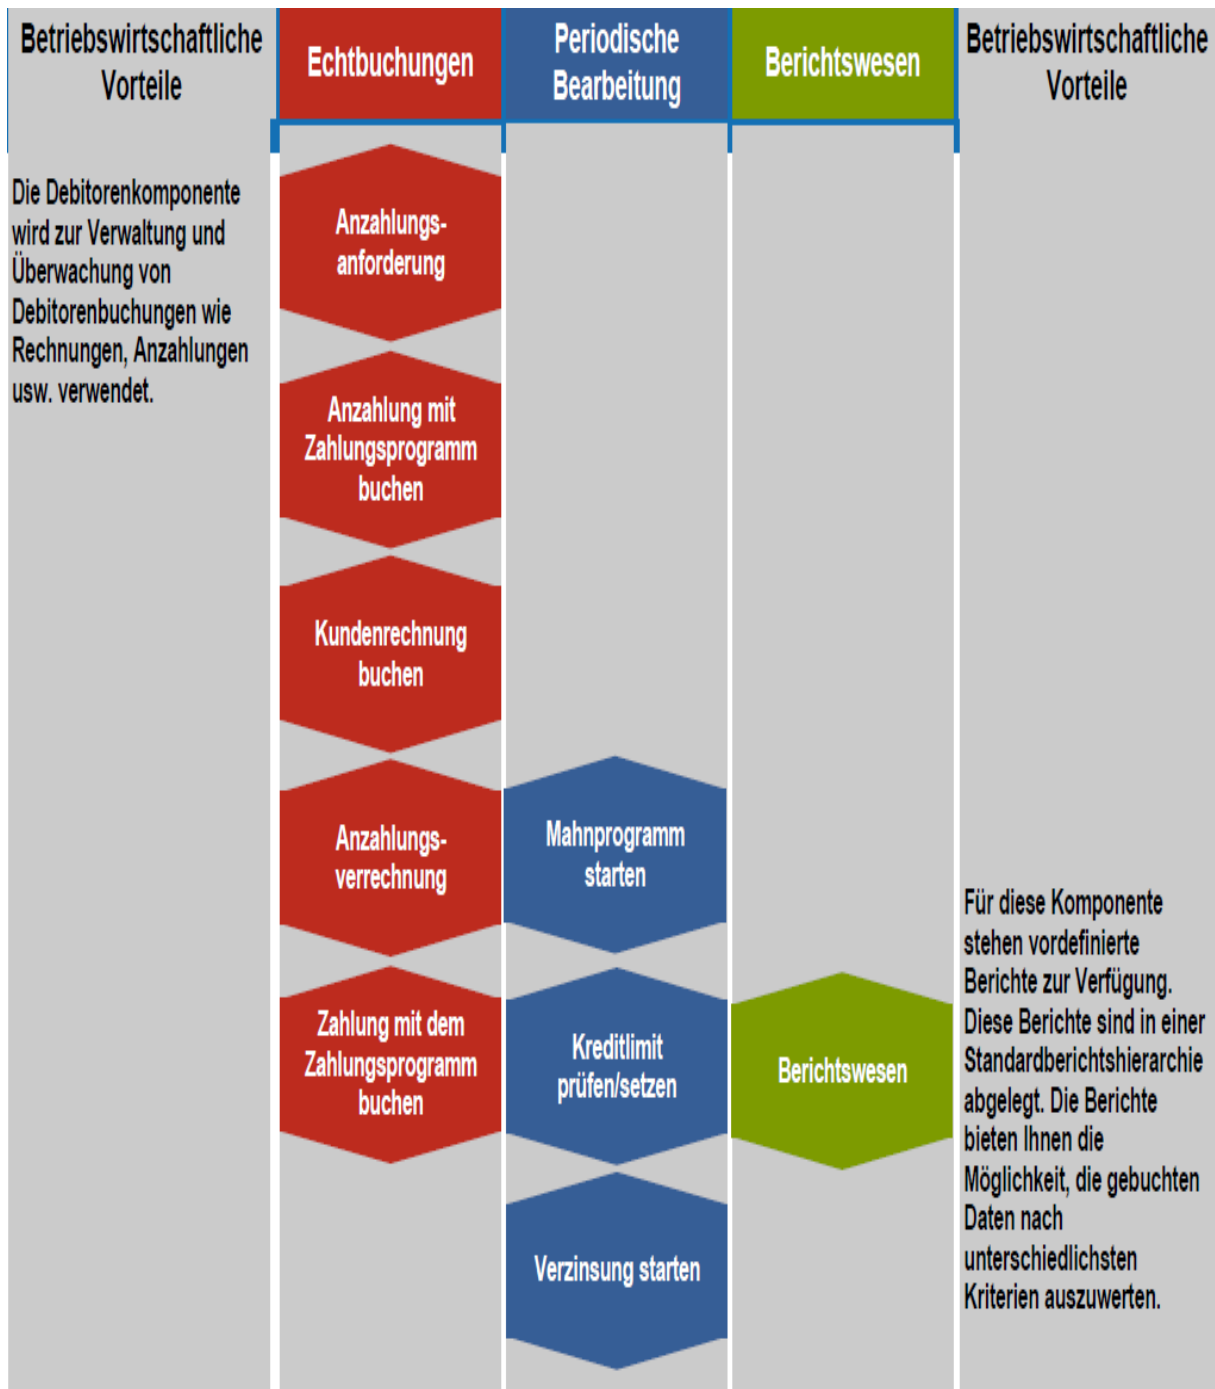 Betriebswirtschaftliche
Vorteile
Echtbuchungen
Periodische
Bearbeitung
Berichtswesen
Betriebswirtschaftliche
Vorteile
Die Debitorenkomponente
wird zur Verwaltung und
Überwachung von
Debitorenbuchungen wie
Rechnungen, Anzahlungen
usw. verwendet.
Anzahlungs-
anforderung
Anzahlung mit
Zahlungsprogramm
buchen
Kundenrechnung
buchen
Anzahlungs-
verrechnung
Zahlung mit dem
Zahlungsprogramm
buchen
Mahnprogramm
starten
Kreditlimit
prüfen/setzen
Verzinsung starten
Berichtswesen
Für diese Komponente
stehen vordefinierte
Berichte zur Verfügung.
Diese Berichte sind in einer
Standardberichtshierarchie
abgelegt. Die Berichte
bieten Ihnen die
Möglichkeit, die gebuchten
Daten nach
unterschiedlichsten
Kriterien auszuwerten.